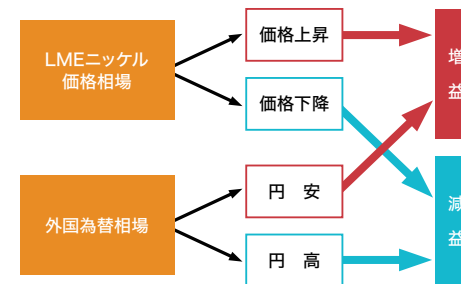 LMEニッケル
価格相場
価格上昇
価格下降
外国為替相場
円 安
円 高
増
益
減
益